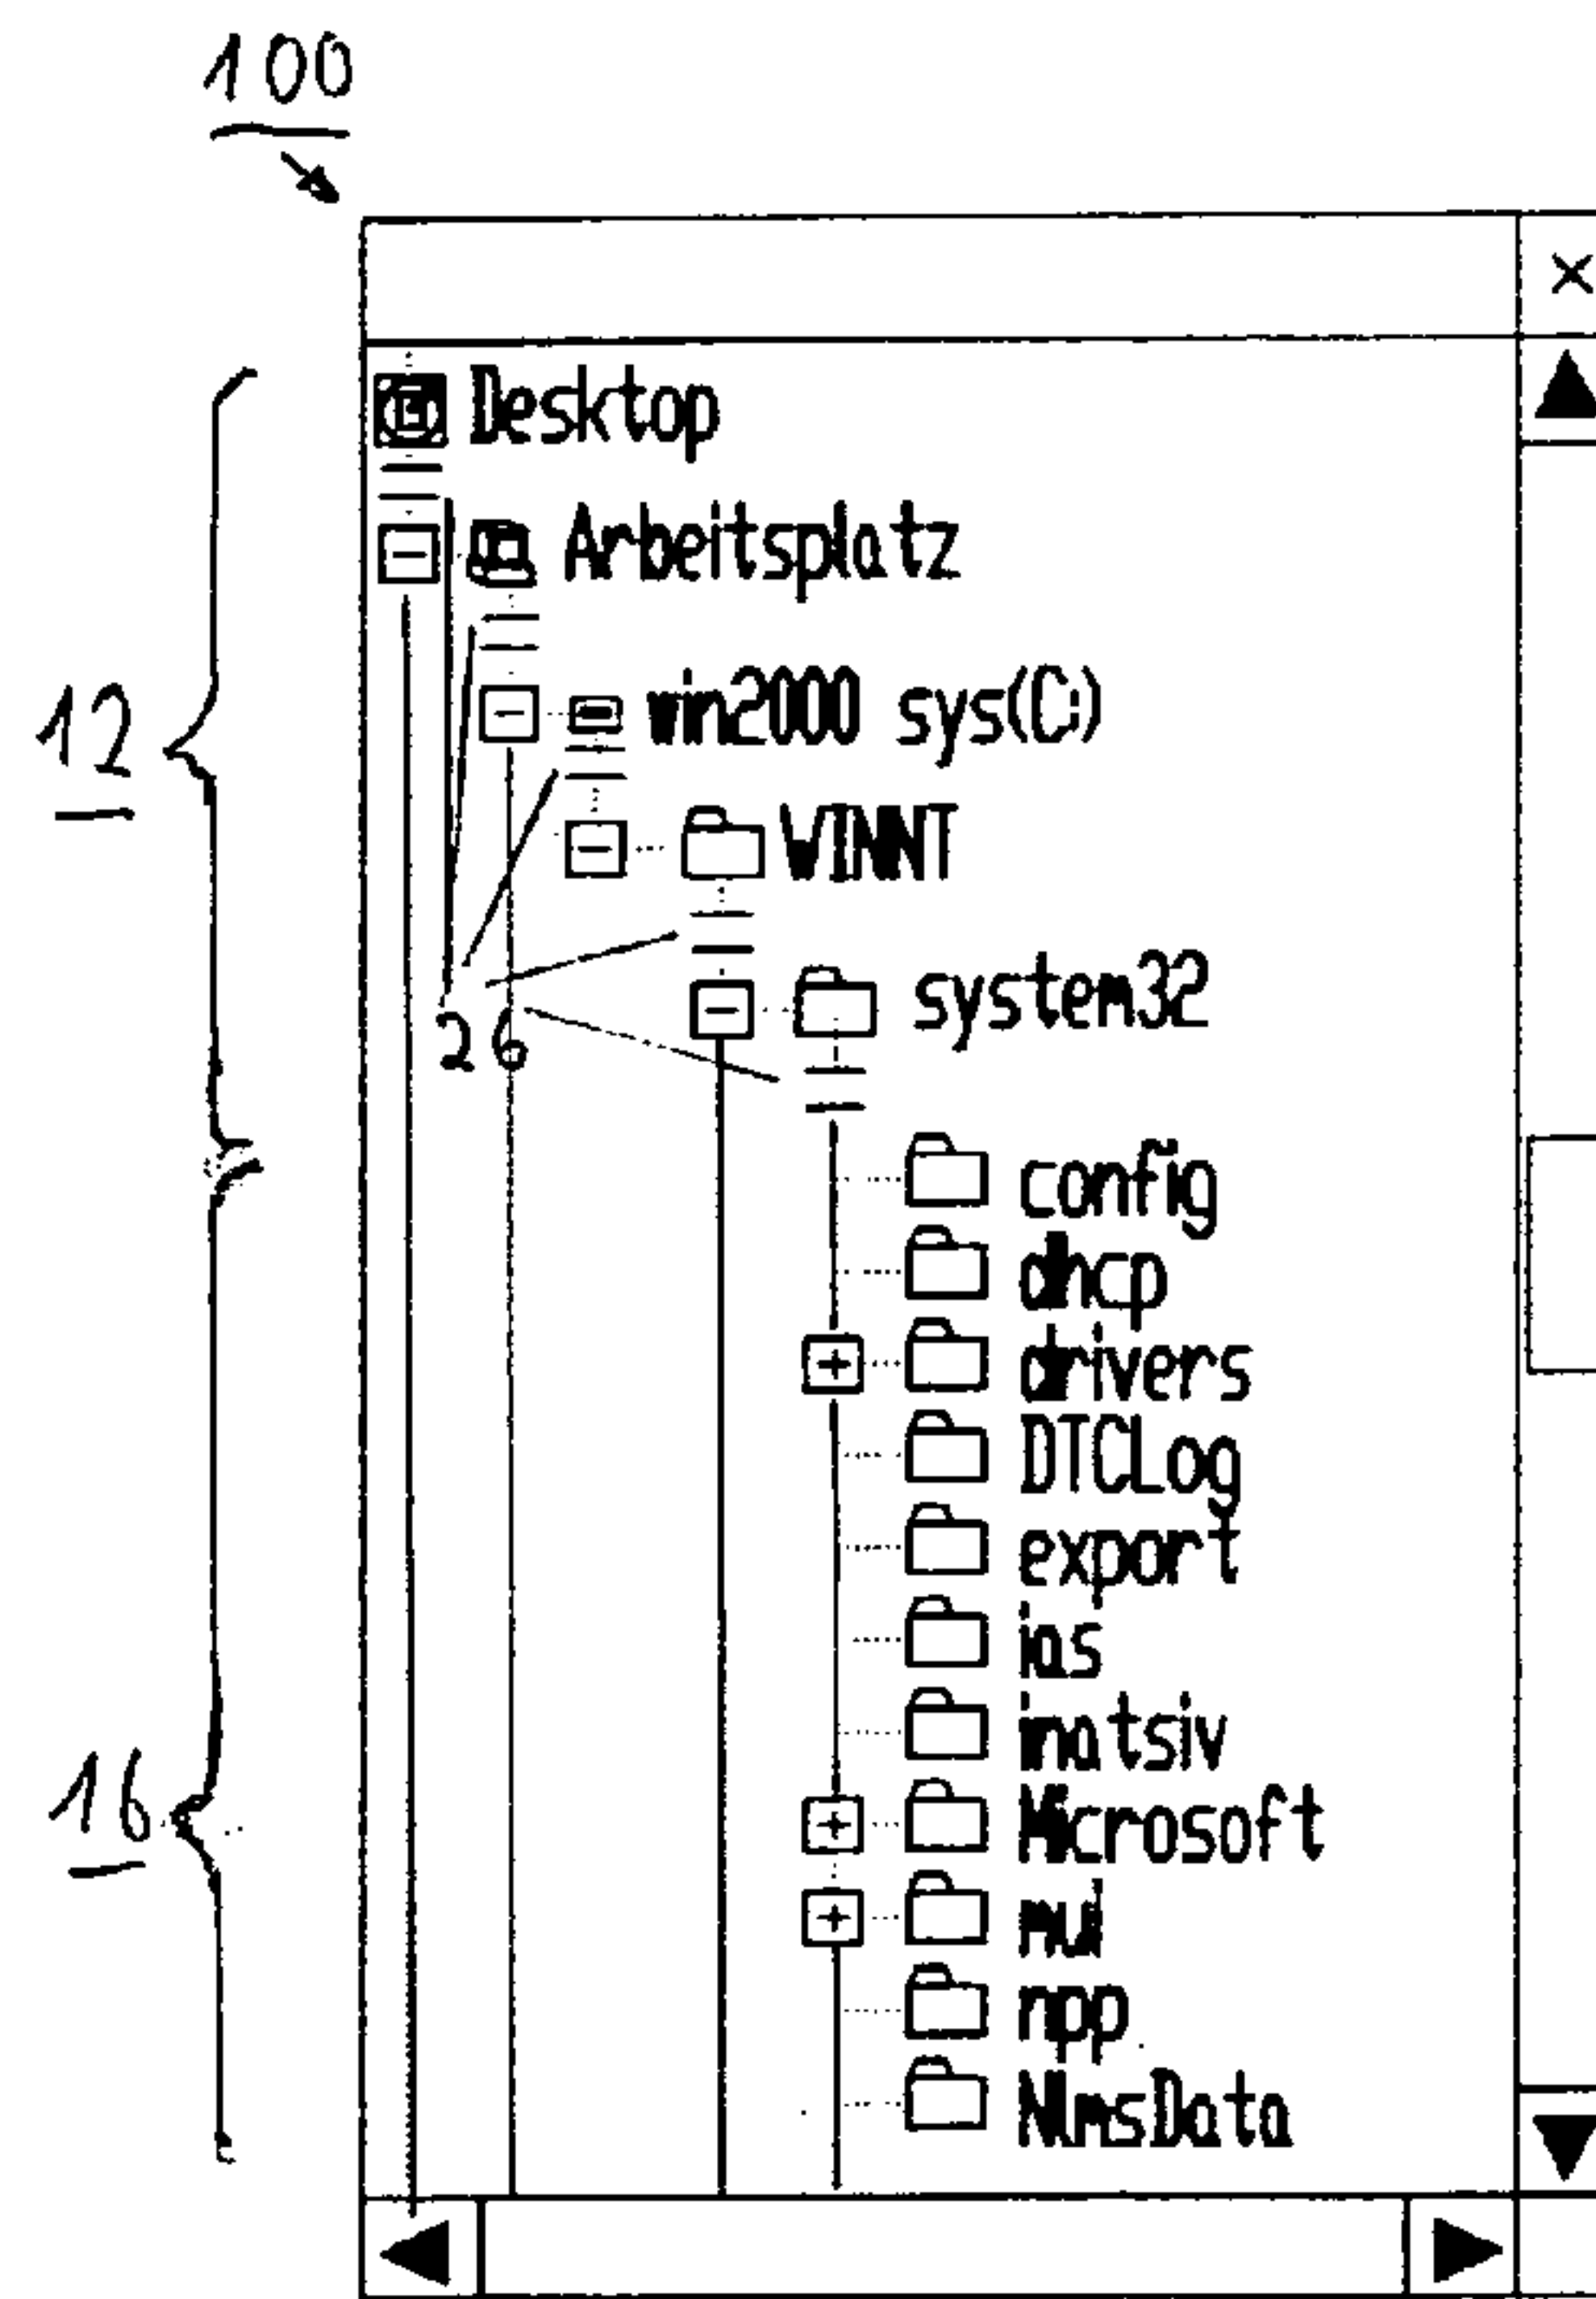 100
Desktop
Arbeitsplatz
win2000 sys(C:)
12
WINNT
system32
26
config
dhcp
drivers
DTCLog
export
ias
inatsiv
16
Microsoft
mui
npp
NlmsData